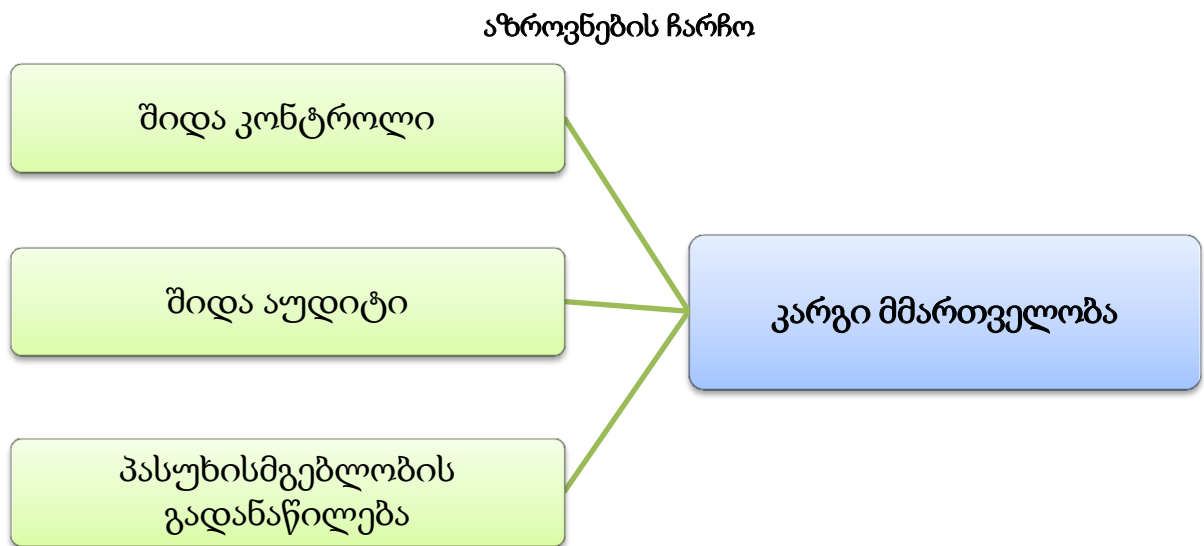 აზროვნების ჩარჩო
შიდა კონტროლი
შიდა აუდიტი
კარგი მმართველობა
პასუხისმგებლობის
გადანაწილება